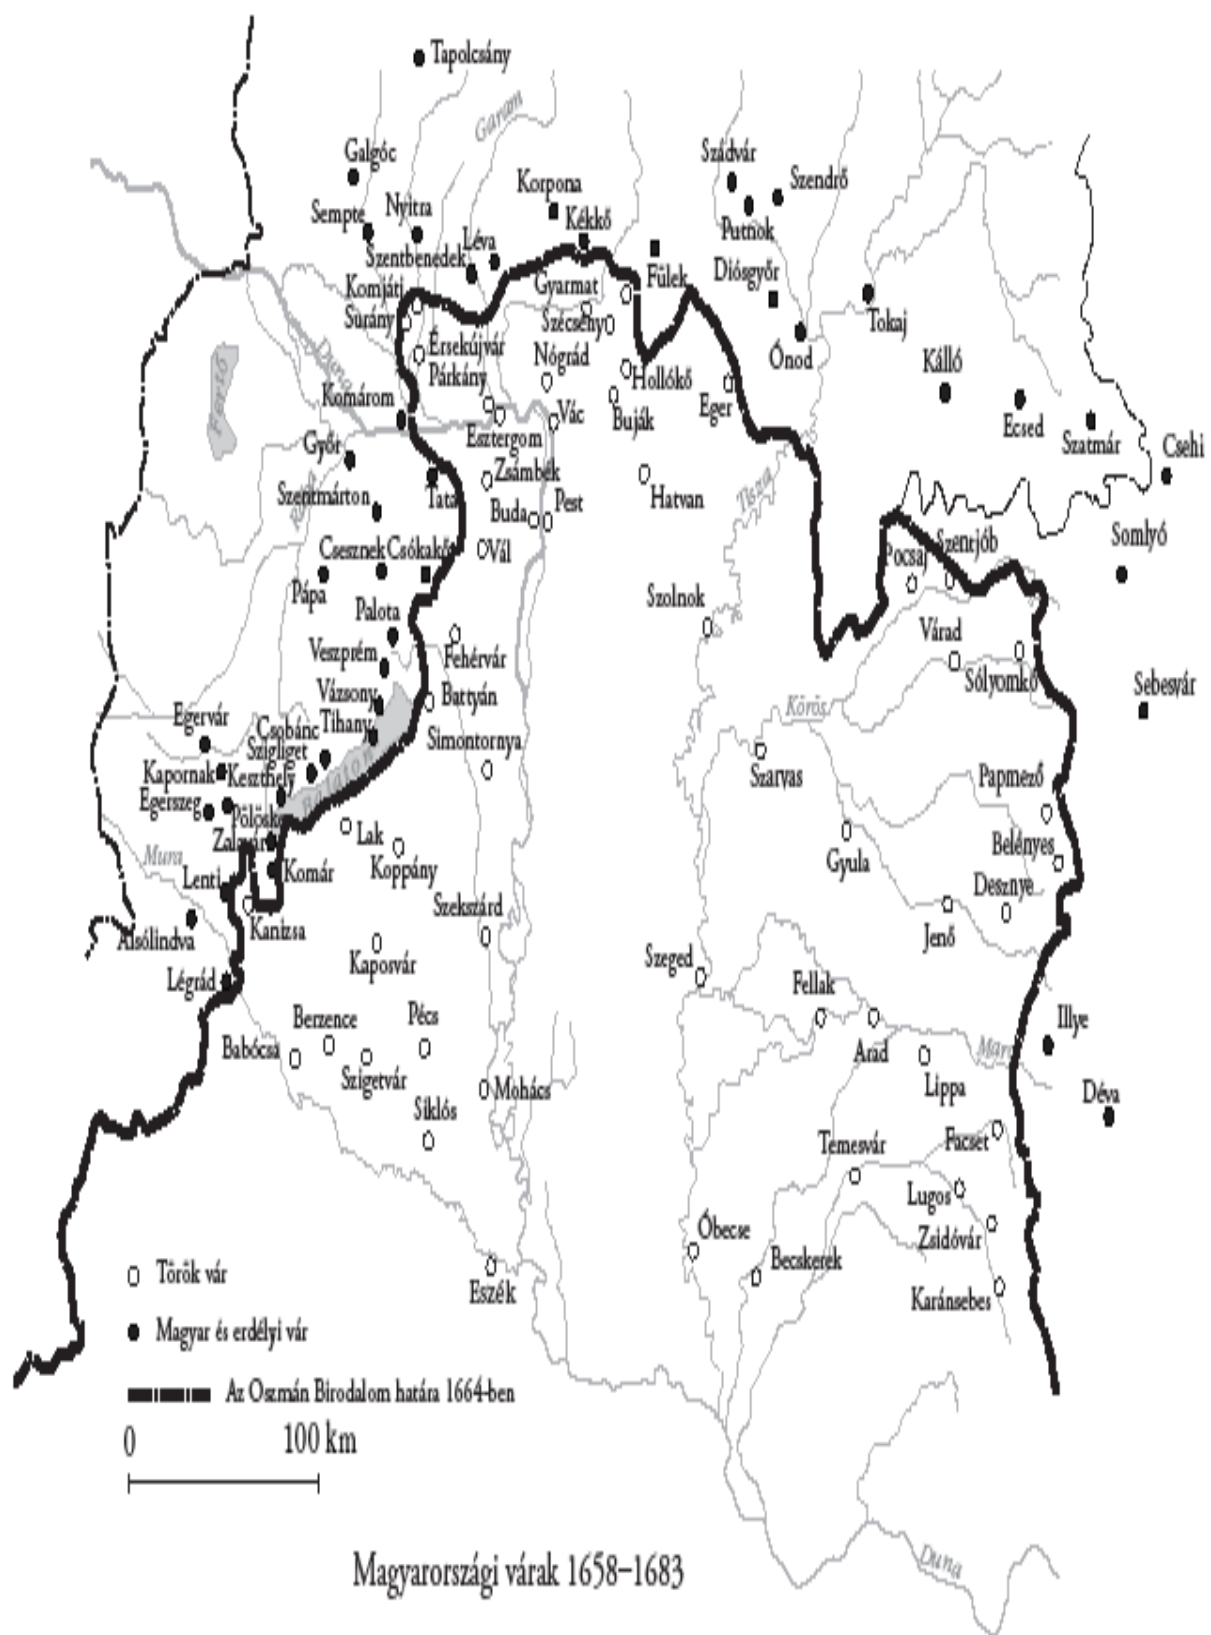 Tapolcsány
Garam
Galgóc
Szádvár
Szendrő
Korpona
Sempte
Nyitra
Kékkő
Putnok
Léva
Szentbenedek
Fülek
Diósgyőr
Komjáti
Gyarmat
Surány
Szécsény
Tokaj
Duna
Érsekújvár
Nógrád
Ónod
Párkány
Hollókő
Kálló
Fertő
Komárom
Vác
Buják
Eger
Ecsed
Esztergom
Szatmár
Csehi
Győr
Zsámbék
Szentmárton
Tata
Hatvan
Tisza
Buda
Pest
Somlyó
Csesznek
Csókakő
Vál
Pocsaj
Szentjób
Pápa
Palota
Szolnok
Várad
Veszprém
Fehérvár
Sólyomkő
Sebesvár
Vázsony
Battyán
Körös
Egervár
Csobánc
Tihany
Simontornya
Szigliget
Balaton
Szarvas
Kapornak
Keszthely
Papmező
Egerszeg
Pölöske
Zalavár
Lak
Belényes
Mura
Gyula
Lenti
Komár
Koppány
Desznye
Szekszárd
Alsólindva
Kanizsa
Jenő
Kaposvár
Szeged
Légrád
Fellak
Berzence
Pécs
Illye
Babócsa
Arad
Maros
Szigetvár
Lippa
Mohács
Déva
Siklós
Temesvár
Facset
Lugos
Óbecse
Zsidóvár
Becskerek
Török vár
Eszék
Karánsebes
Magyar és erdélyi vár
Az Oszmán Birodalom határa 1664-ben
0 100 km
Duna
Magyarországi várak 1658–1683